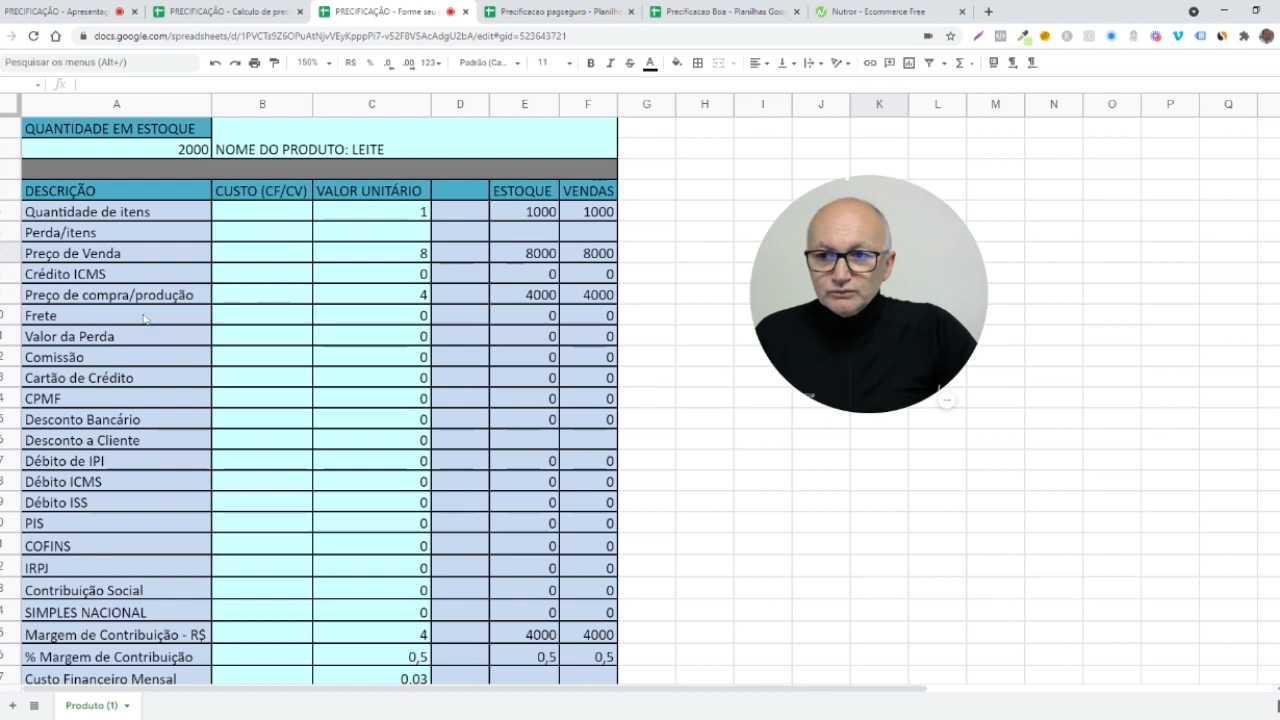 PRECIFICAÇÃO - Apresentaç
PRECIFICAÇÃO - Calculo de prec
PRECIFICAÇÃO - Forme seu
Precificacao pagseguro - Planilh
Precificacao Boa - Planilhas Goo
Nutror - Ecommerce Free
docs.google.com/spreadsheets/d/1PVCTs9Z6OPuAtNjvVEyKpppPi7-v52F8V5AcAdgU2bA/edit#gid=523643721
Pesquisar os menus (Alt+/) 150% R$ % .0 .00 123 Padrão (Ca... 11 B I S A
fx
A B C D E F G H I J K L M N O P Q
QUANTIDADE EM ESTOQUE
2000 NOME DO PRODUTO: LEITE
DESCRIÇÃO CUSTO (CF/CV) VALOR UNITÁRIO ESTOQUE VENDAS
Quantidade de itens 1 1000 1000
Perda/itens
Preço de Venda 8 8000 8000
Crédito ICMS 0 0 0
Preço de compra/produção 4 4000 4000
Frete 0 0 0
Valor da Perda 0 0 0
Comissão 0 0 0
Cartão de Crédito 0 0 0
CPMF 0 0 0
Desconto Bancário 0 0 0
Desconto a Cliente 0
Débito de IPI 0 0 0
Débito ICMS 0 0 0
Débito ISS 0 0 0
PIS 0 0 0
COFINS 0 0 0
IRPJ 0 0 0
Contribuição Social 0 0 0
SIMPLES NACIONAL 0 0 0
Margem de Contribuição - R$ 4 4000 4000
% Margem de Contribuição 0,5 0,5 0,5
Custo Financeiro Mensal 0,03
Produto (1)